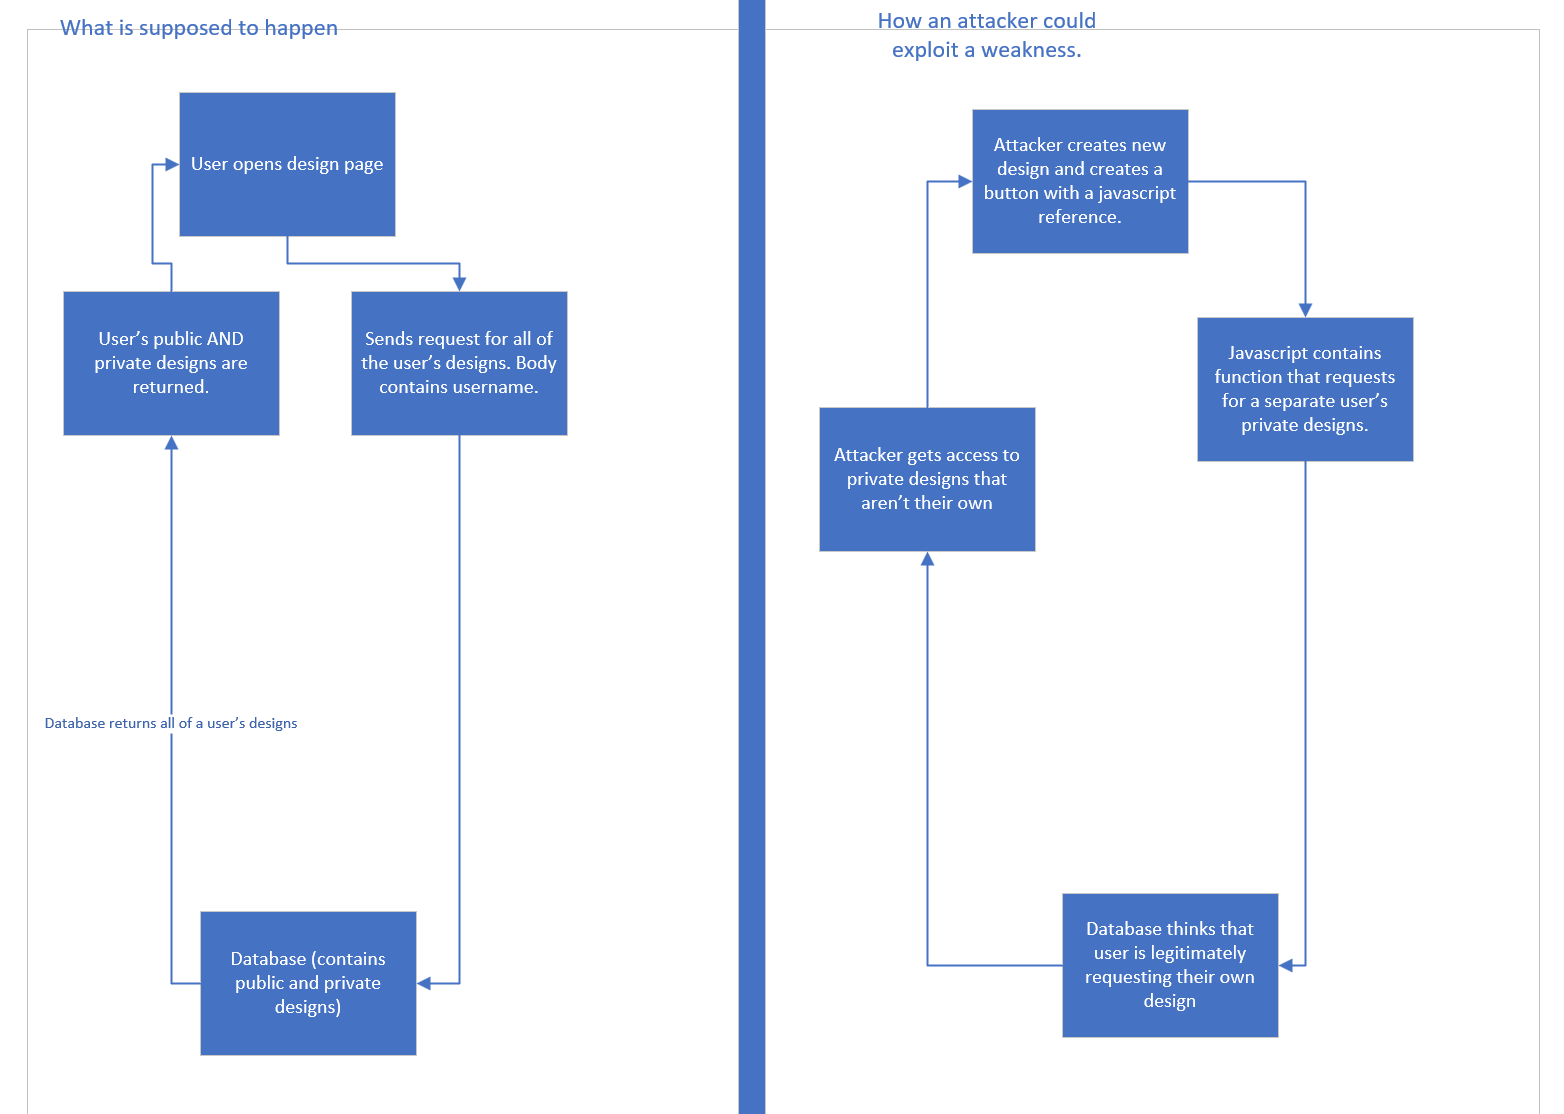 What is supposed to happen
User opens design page
User’s public AND
private designs are
returned.
Sends request for all of
the user’s designs. Body
contains username.
Database returns all of a user’s designs
Database (contains
public and private
designs)
How an attacker could
exploit a weakness.
Attacker creates new
design and creates a
button with a javascript
reference.
Javascript contains
function that requests
for a separate user’s
private designs.
Attacker gets access to
private designs that
aren’t their own
Database thinks that
user is legitimately
requesting their own
design